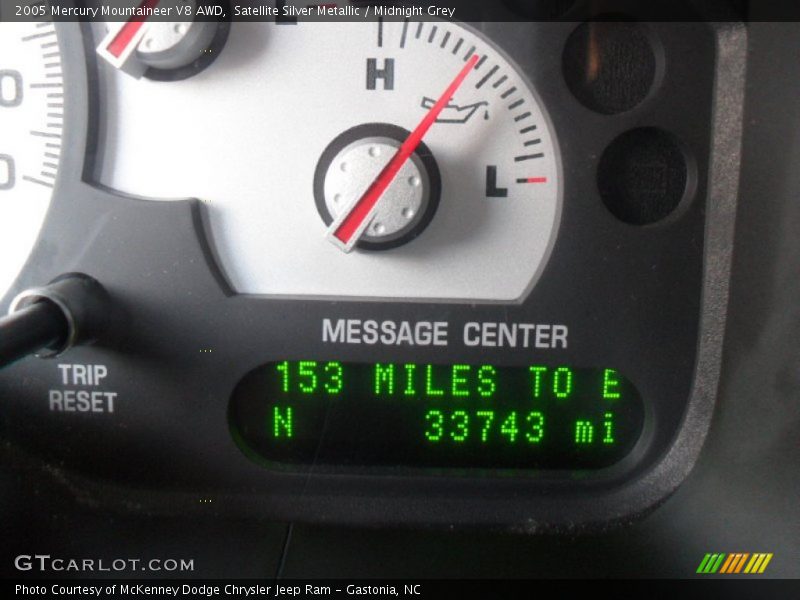 2005 Mercury Mountaineer V8 AWD, Satellite Silver Metallic / Midnight Grey
H
L
MESSAGE CENTER
TRIP
RESET
153 MILES TO E
N 33743 mi
GTCARLOT.COM
Photo Courtesy of McKenney Dodge Chrysler Jeep Ram - Gastonia, NC